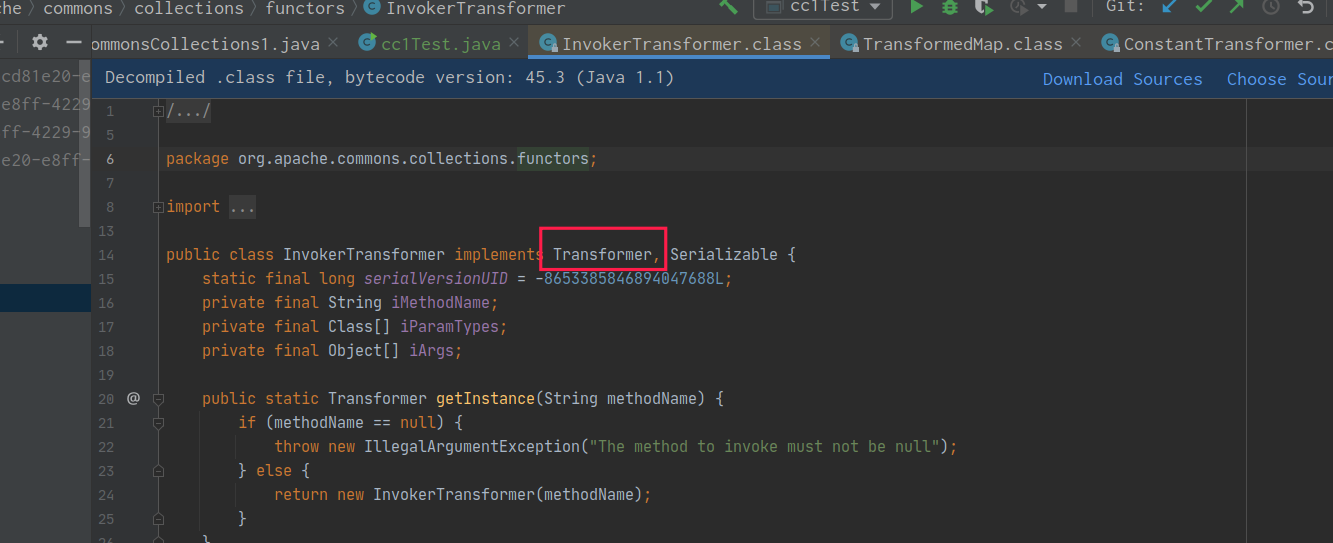 che commons collections functors InvokerTransformer cc1Test Git:
ommonsCollections1.java cc1Test.java InvokerTransformer.class TransformedMap.class ConstantTransformer.c
Decompiled .class file, bytecode version: 45.3 (Java 1.1) Download Sources Choose Sour
cd81e20-e
e8ff-4229
ff-4229-9
e20-e8ff-
1 /.../
5
6 package org.apache.commons.collections.functors;
7
8 import ...
13
14 public class InvokerTransformer implements Transformer, Serializable {
15 static final long serialVersionUID = -8653385846894047688L;
16 private final String iMethodName;
17 private final Class[] iParamTypes;
18 private final Object[] iArgs;
19
20 @ public static Transformer getInstance(String methodName) {
21 if (methodName == null) {
22 throw new IllegalArgumentException("The method to invoke must not be null");
23 } else {
24 return new InvokerTransformer(methodName);
25 }
26 }